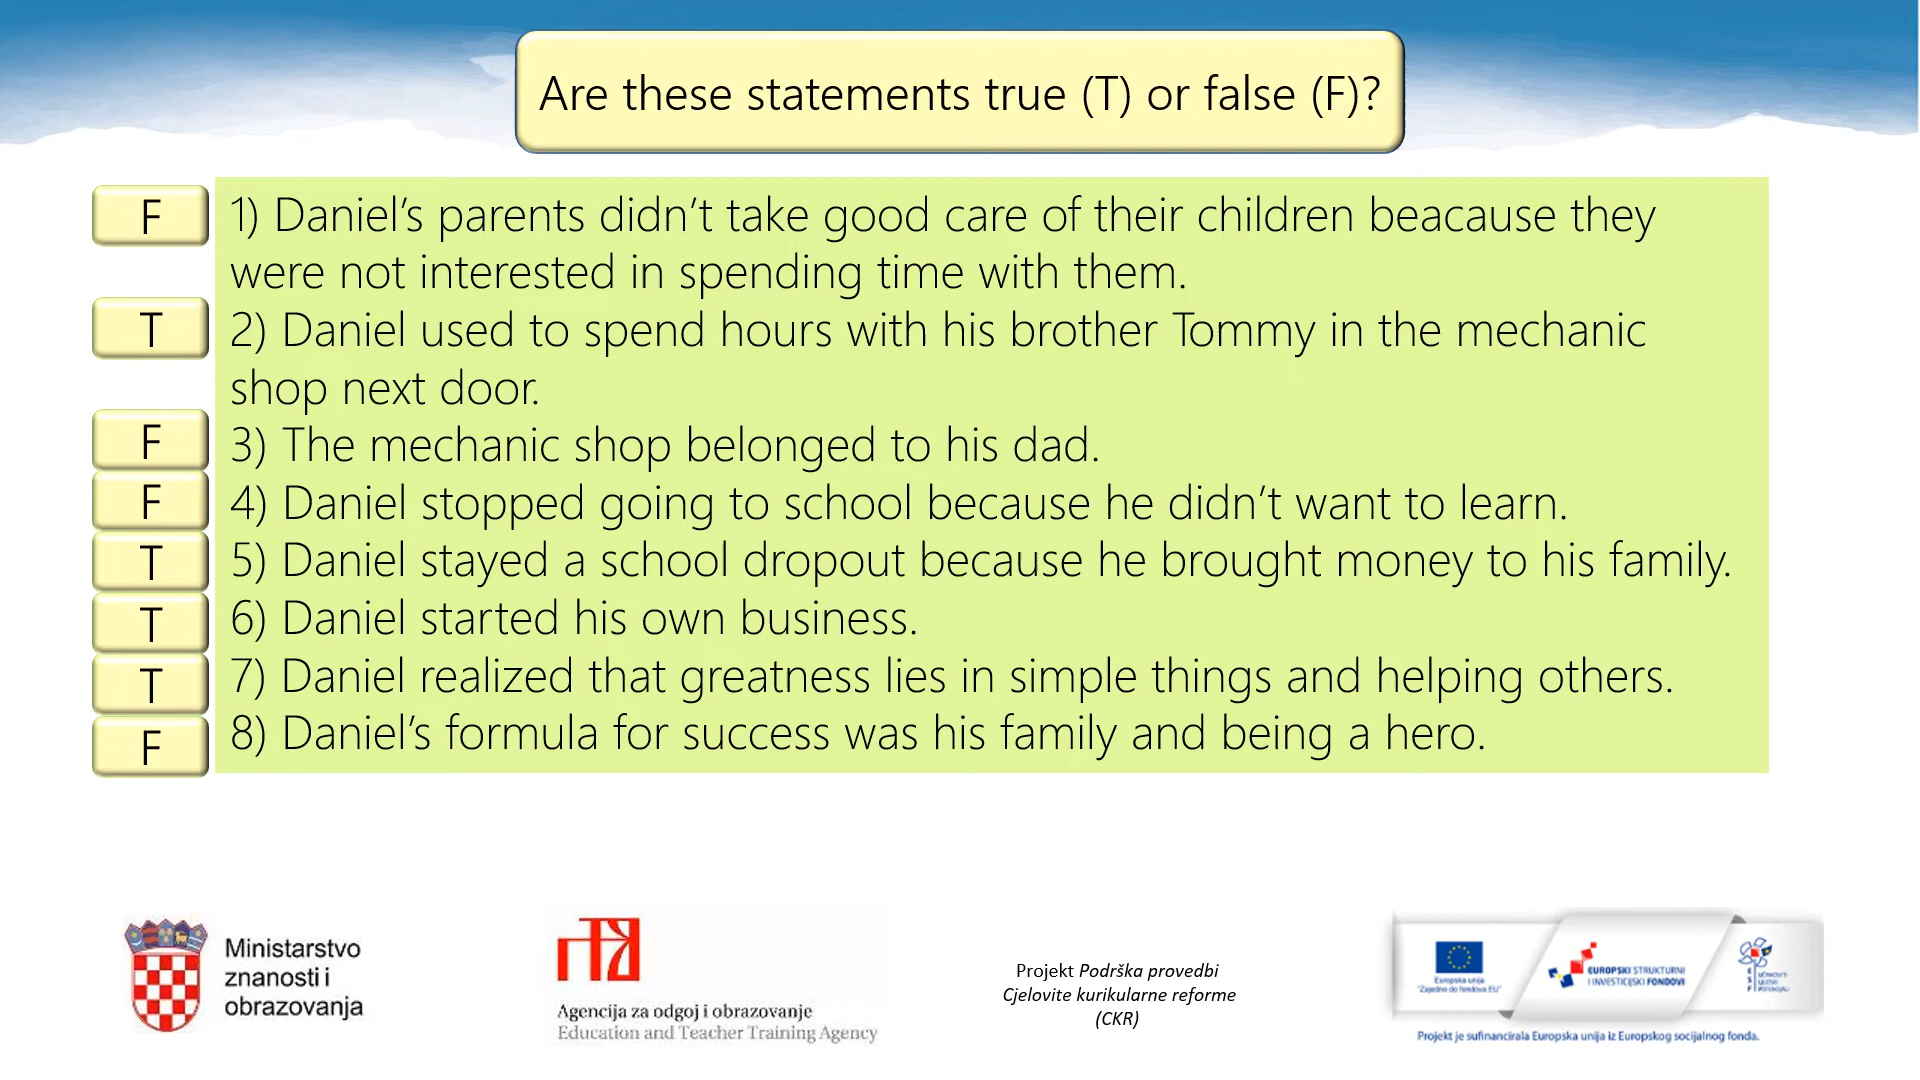 Are these statements true (T) or false (F)?
F
1) Daniel's parents didn't take good care of their children beacause they
were not interested in spending time with them.
T
2) Daniel used to spend hours with his brother Tommy in the mechanic
shop next door.
F
3) The mechanic shop belonged to his dad.
F
4) Daniel stopped going to school because he didn't want to learn.
T
5) Daniel stayed a school dropout because he brought money to his family.
T
6) Daniel started his own business.
T
7) Daniel realized that greatness lies in simple things and helping others.
F
8) Daniel's formula for success was his family and being a hero.
Ministarstvo
znanosti i
obrazovanja
Agencija za odgoj i obrazovanje
Education and Teacher Training Agency
Projekt Podrška provedbi
Cjelovite kurikularne reforme
(CKR)
Europska unija
"Zajedno do fondova EU"
EUROPSKI STRUKTURNI
I INVESTICIJSKI FONDOVI
Projekt je sufinancirala Europska unija iz Europskog socijalnog fonda.